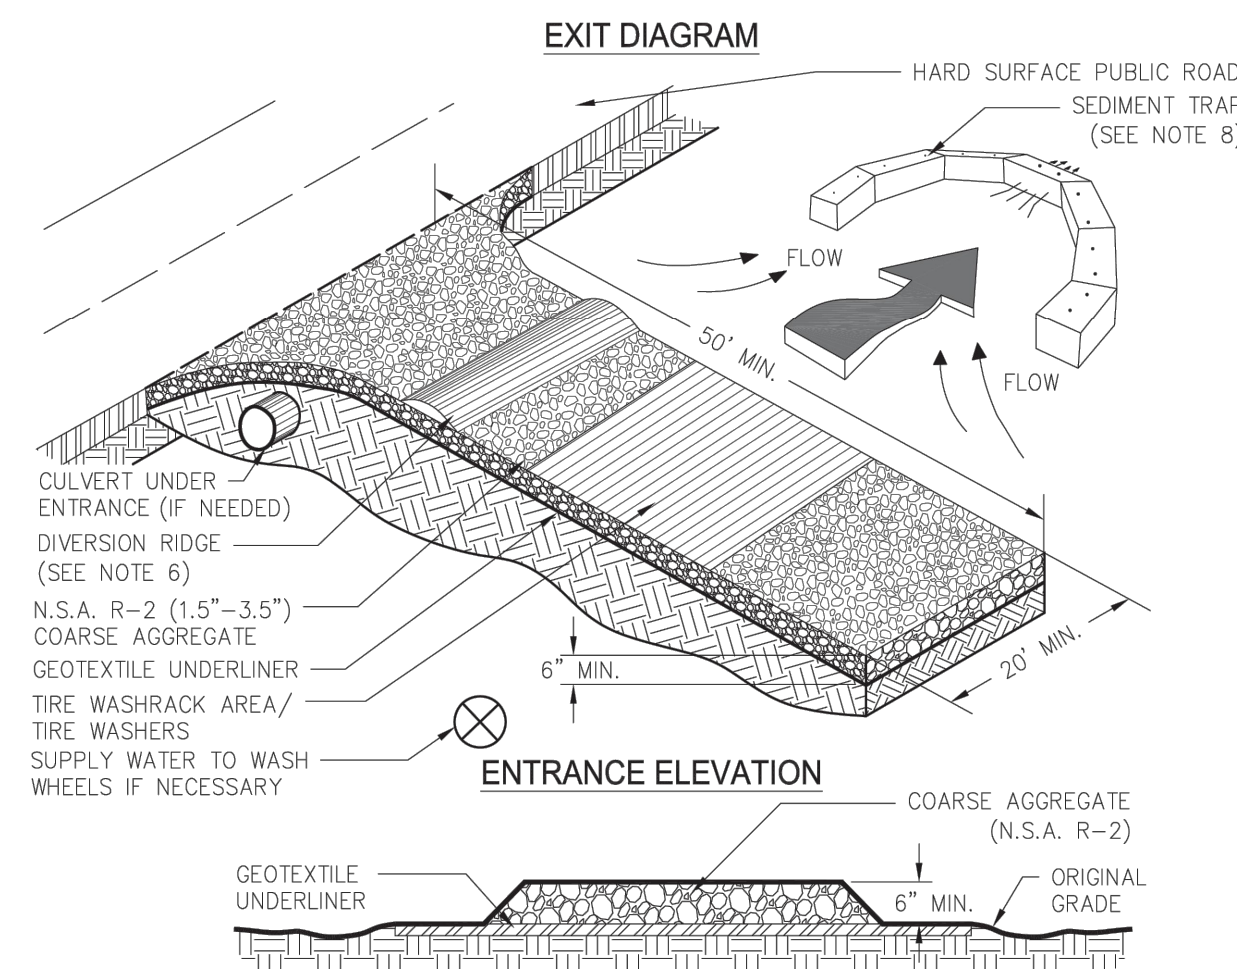 EXIT DIAGRAM
HARD SURFACE PUBLIC ROAD
SEDIMENT TRAP
(SEE NOTE 8)
FLOW
50' MIN.
FLOW
CULVERT UNDER
ENTRANCE (IF NEEDED)
DIVERSION RIDGE
(SEE NOTE 6)
N.S.A. R-2 (1.5"-3.5")
COARSE AGGREGATE
GEOTEXTILE UNDERLINER
TIRE WASHRACK AREA/
TIRE WASHERS
SUPPLY WATER TO WASH
WHEELS IF NECESSARY
6" MIN.
20' MIN.
ENTRANCE ELEVATION
COARSE AGGREGATE
(N.S.A. R-2)
GEOTEXTILE
UNDERLINER
6" MIN.
ORIGINAL
GRADE